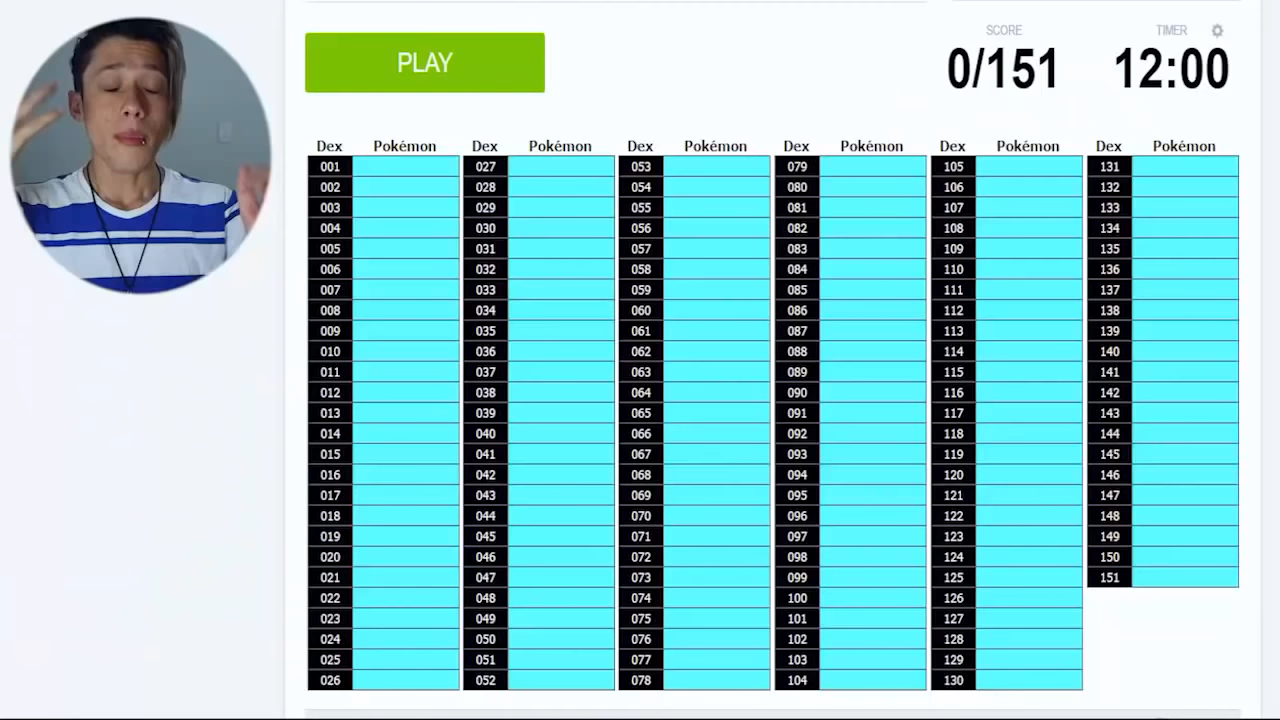 PLAY
SCORE TIMER
0/151 12:00
Dex Pokémon Dex Pokémon Dex Pokémon Dex Pokémon Dex Pokémon Dex Pokémon
001 027 053 079 105 131
002 028 054 080 106 132
003 029 055 081 107 133
004 030 056 082 108 134
005 031 057 083 109 135
006 032 058 084 110 136
007 033 059 085 111 137
008 034 060 086 112 138
009 035 061 087 113 139
010 036 062 088 114 140
011 037 063 089 115 141
012 038 064 090 116 142
013 039 065 091 117 143
014 040 066 092 118 144
015 041 067 093 119 145
016 042 068 094 120 146
017 043 069 095 121 147
018 044 070 096 122 148
019 045 071 097 123 149
020 046 072 098 124 150
021 047 073 099 125 151
022 048 074 100 126
023 049 075 101 127
024 050 076 102 128
025 051 077 103 129
026 052 078 104 130